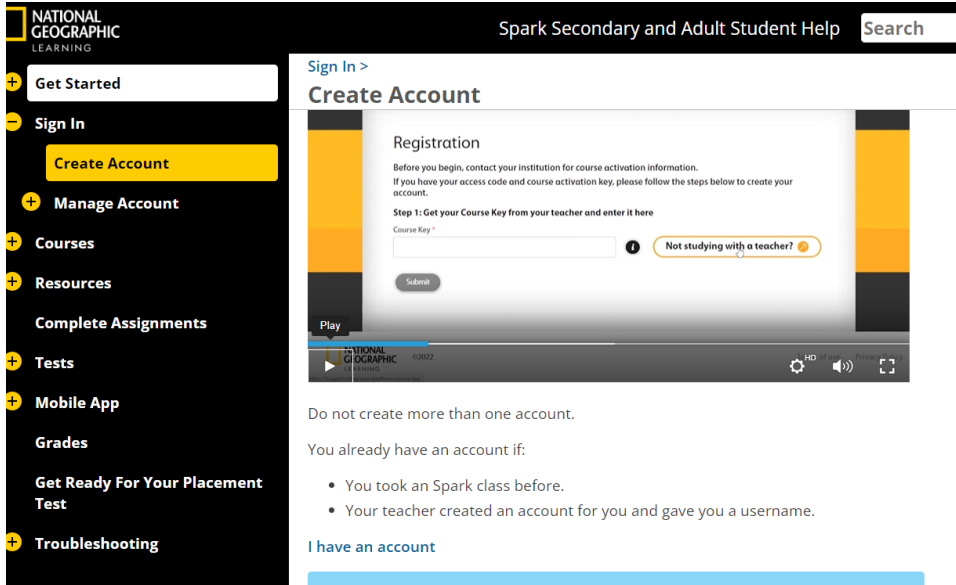 NATIONAL
GEOGRAPHIC
LEARNING
Spark Secondary and Adult Student Help
Search
Get Started
Sign In
Create Account
Manage Account
Courses
Resources
Complete Assignments
Tests
Mobile App
Grades
Get Ready For Your Placement
Test
Troubleshooting
Sign In >
Create Account
Registration
Before you begin, contact your institution for course activation information.
If you have your access code and course activation key, please follow the steps below to create your
account.
Step 1: Get your Course Key from your teacher and enter it here
Course Key *
i
Not studying with a teacher?
Submit
Play
NATIONAL
GEOGRAPHIC
LEARNING
©2022
HD
of use
Privacy Policy
Do not create more than one account.
You already have an account if:
• You took an Spark class before.
• Your teacher created an account for you and gave you a username.
I have an account